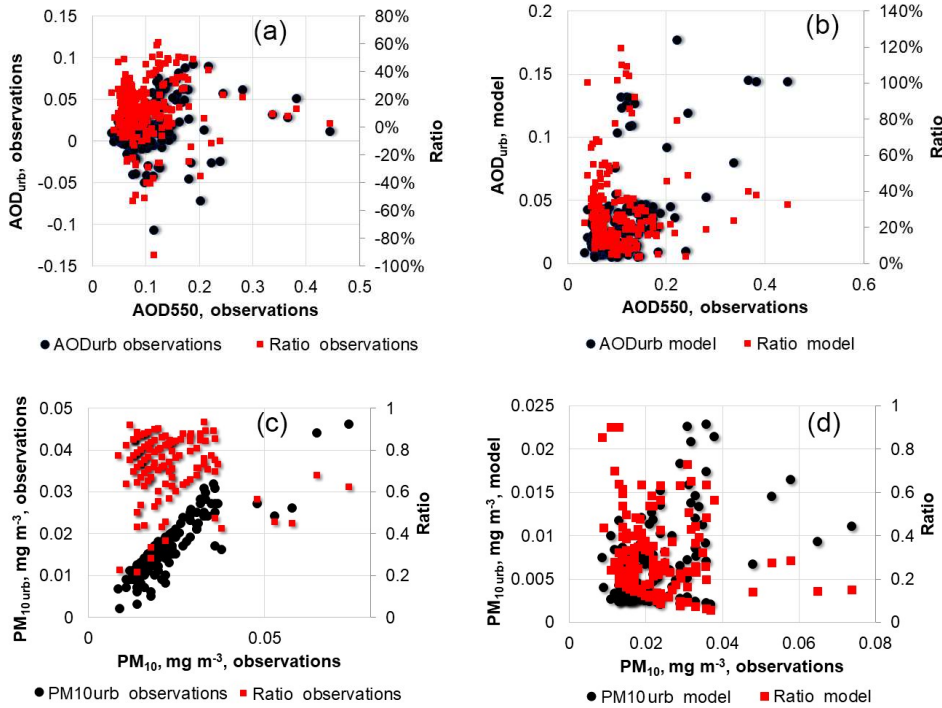 (a)
AODurb, observations
0.15
0.1
0.05
0
-0.05
-0.1
-0.15
80%
60%
40%
20%
0%
-20%
-40%
-60%
-80%
-100%
Ratio
0 0.1 0.2 0.3 0.4 0.5
AOD550, observations
AODurb observations Ratio observations
(b)
AODurb, model
0.2
0.15
0.1
0.05
0
140%
120%
100%
80%
60%
40%
20%
0%
Ratio
0 0.2 0.4 0.6
AOD550, observations
AODurb model Ratio model
(c)
PM10 urb, mg m-3, observations
0.05
0.04
0.03
0.02
0.01
0
1
0.8
0.6
0.4
0.2
0
Ratio
0 0.05
PM10, mg m-3, observations
PM10urb observations Ratio observations
(d)
PM10 urb, mg m-3, model
0.025
0.02
0.015
0.01
0.005
0
1
0.8
0.6
0.4
0.2
0
Ratio
0 0.02 0.04 0.06 0.08
PM10, mg m-3, observations
PM10urb model Ratio model